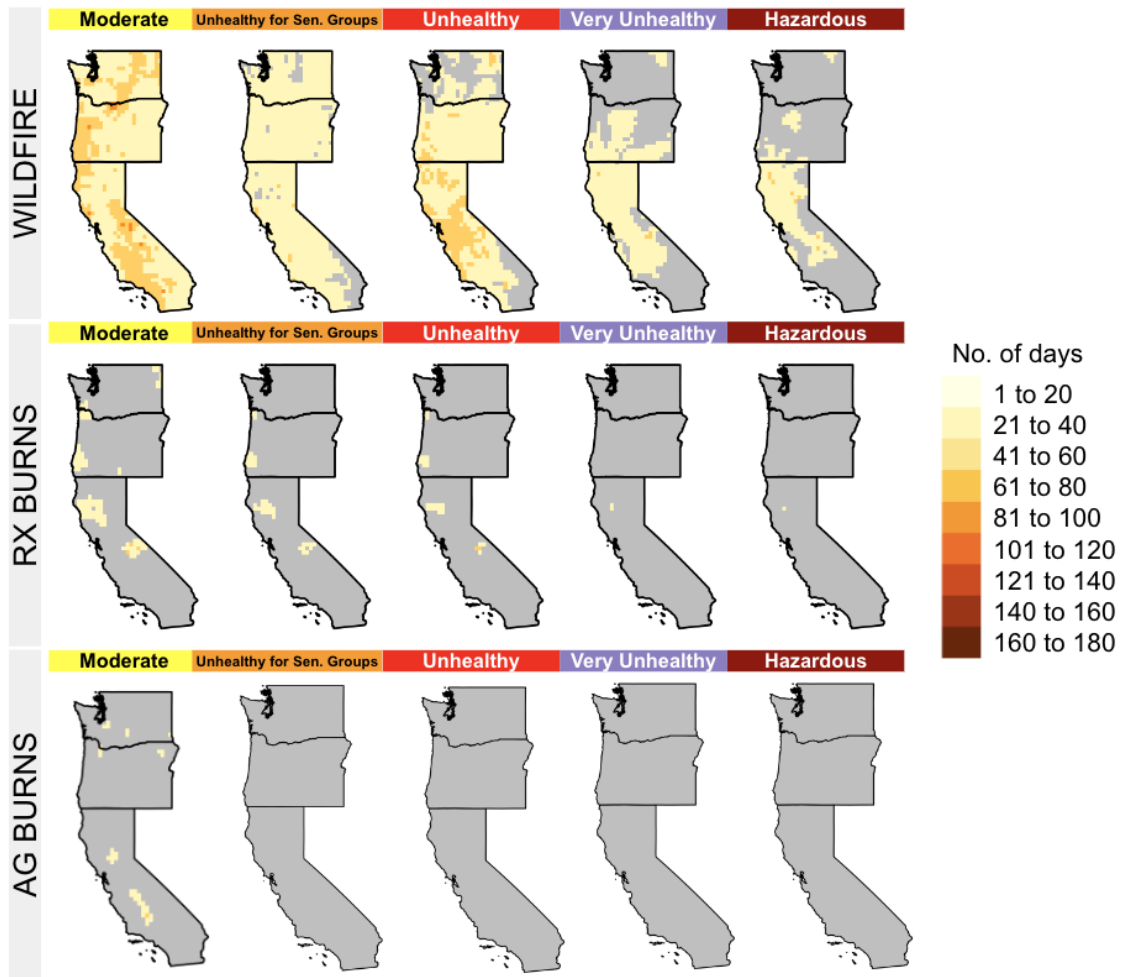 Moderate
Unhealthy for Sen. Groups
Unhealthy
Very Unhealthy
Hazardous
WILDFIRE
Moderate
Unhealthy for Sen. Groups
Unhealthy
Very Unhealthy
Hazardous
RX BURNS
Moderate
Unhealthy for Sen. Groups
Unhealthy
Very Unhealthy
Hazardous
AG BURNS
No. of days
1 to 20
21 to 40
41 to 60
61 to 80
81 to 100
101 to 120
121 to 140
140 to 160
160 to 180